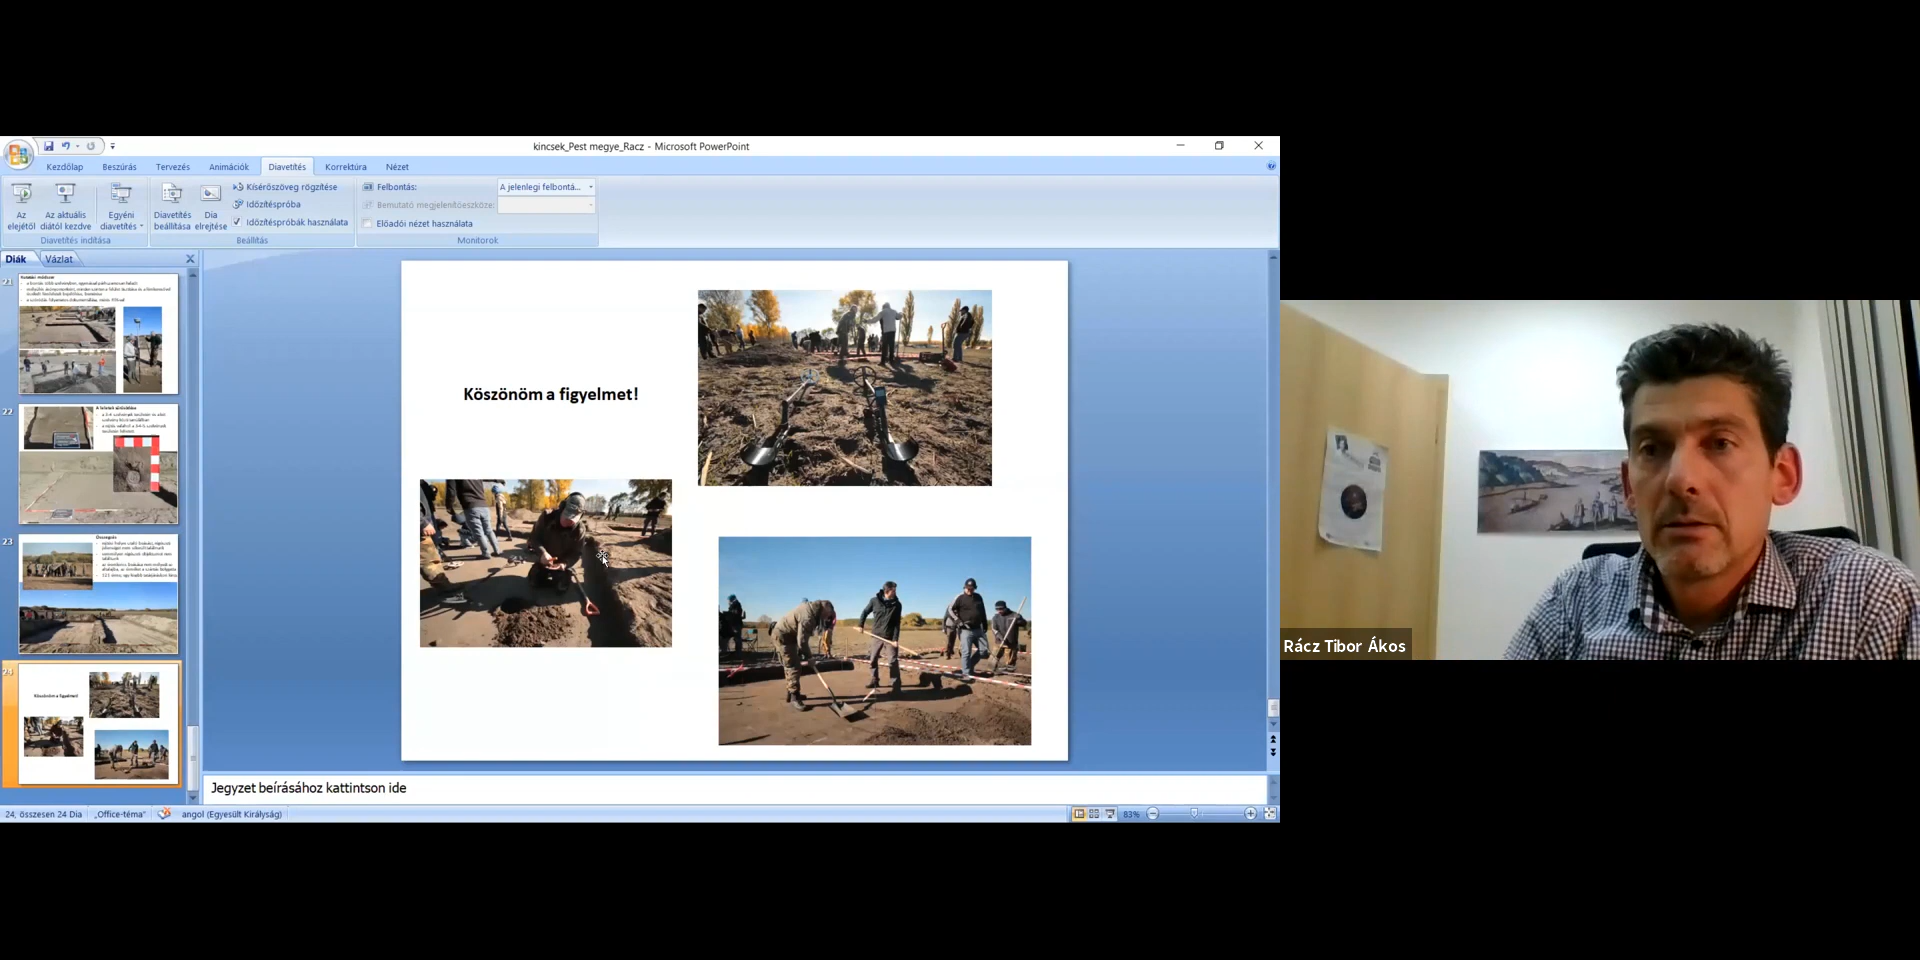 kincsek_Pest megye_Racz - Microsoft PowerPoint
Kezdőlap Beszúrás Tervezés Animációk Diavetítés Korrektúra Nézet
Az elejétől
Az aktuális diától kezdve
Egyéni diavetítés
Diavetítés indítása
Diavetítés beállítása
Dia elrejtése
Kísérőszöveg rögzítése
Időzítéspróba
Időzítéspróbák használata
Beállítás
Felbontás: A jelenlegi felbontá...
Bemutató megjelenítőeszköze:
Előadói nézet használata
Monitorok
Diák Vázlat
21
22
23
24
Köszönöm a figyelmet!
Köszönöm a figyelmet!
Jegyzet beírásához kattintson ide
24, összesen 24 Dia „Office-téma" angol (Egyesült Királyság) 83%
Rácz Tibor Ákos